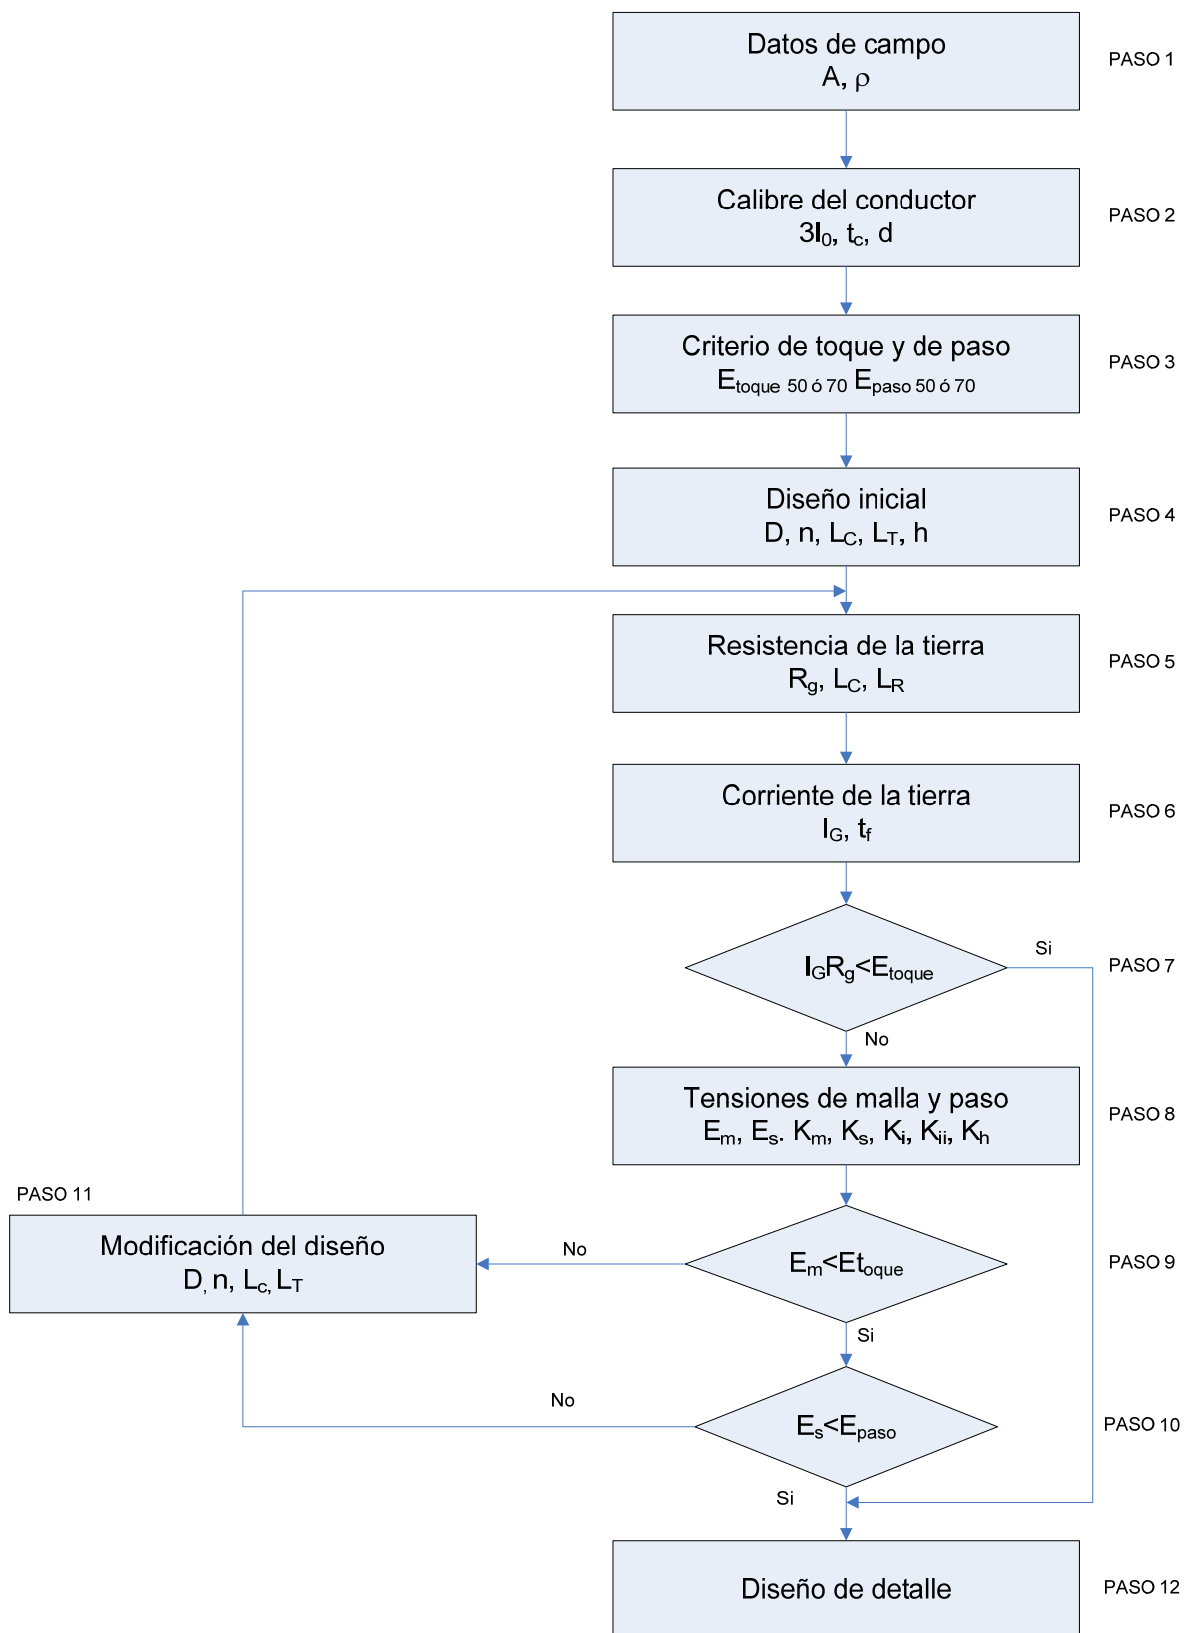 Datos de campo
A, ρ
PASO 1
Calibre del conductor
3I₀, t꜀, d
PASO 2
Criterio de toque y de paso
Etoque 50 ó 70 Epaso 50 ó 70
PASO 3
Diseño inicial
D, n, LC, LT, h
PASO 4
Resistencia de la tierra
Rg, LC, LR
PASO 5
Corriente de la tierra
IG, tf
PASO 6
IGRg<Etoque
Si
PASO 7
No
Tensiones de malla y paso
Em, Es. Km, Ks, Ki, Kii, Kh
PASO 8
PASO 11
Modificación del diseño
D, n, Lc, LT
No
Em<Etoque
PASO 9
Si
No
Es<Epaso
PASO 10
Si
Diseño de detalle
PASO 12